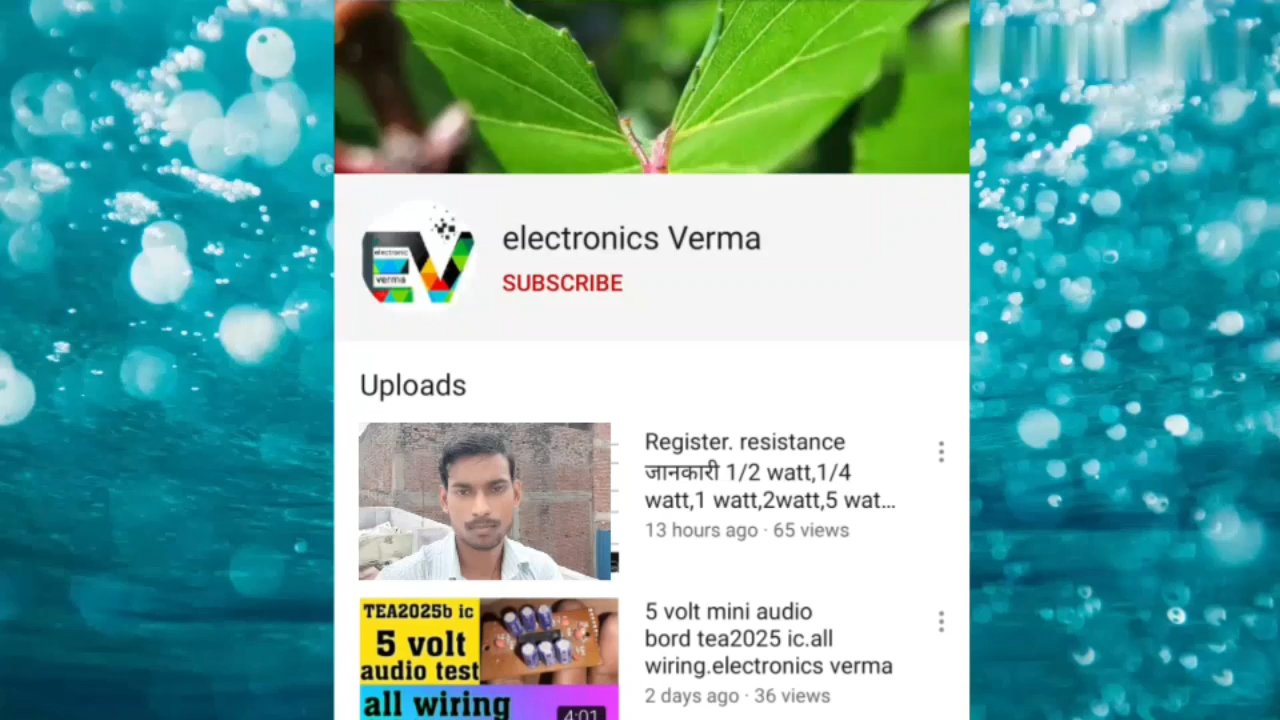 electronics Verma
electronic
verma
SUBSCRIBE
Uploads
Register. resistance
जानकारी 1/2 watt,1/4
watt,1 watt,2watt,5 wat...
13 hours ago · 65 views
TEA2025b ic
5 volt
audio test
all wiring
4:01
5 volt mini audio
bord tea2025 ic.all
wiring.electronics verma
2 days ago · 36 views